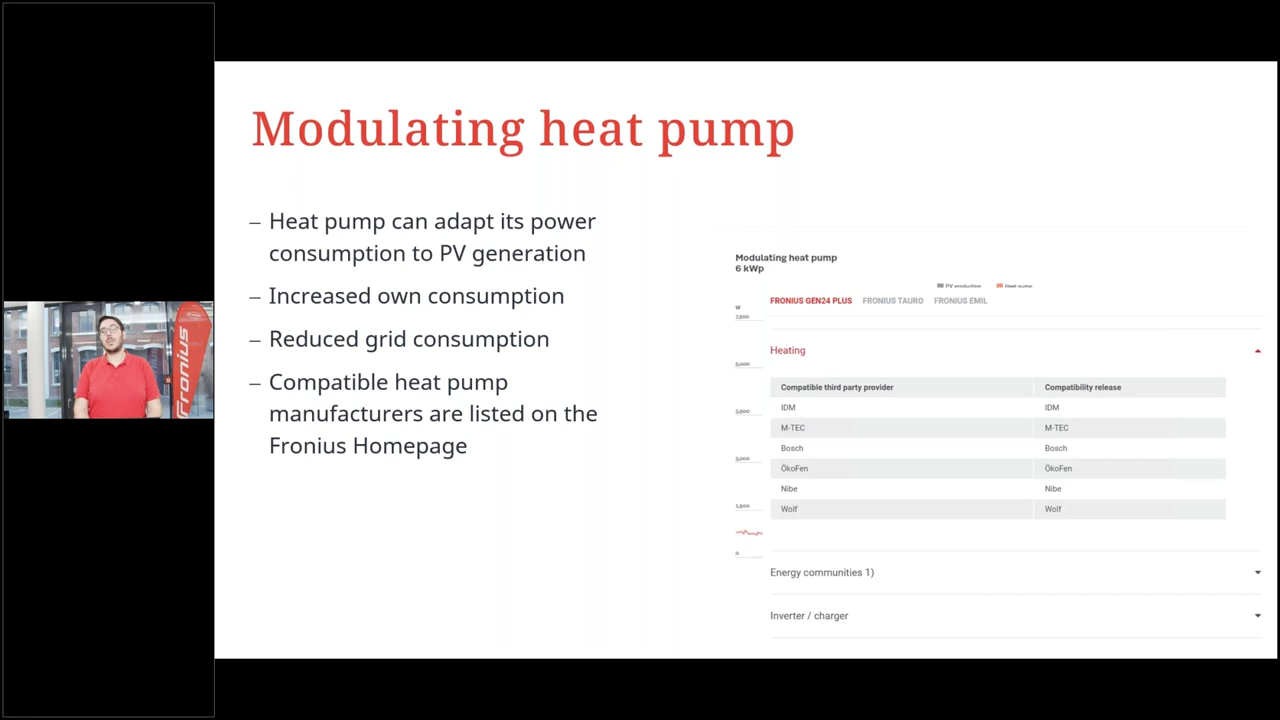 Modulating heat pump
– Heat pump can adapt its power
consumption to PV generation
– Increased own consumption
– Reduced grid consumption
– Compatible heat pump
manufacturers are listed on the
Fronius Homepage
Fronius
Modulating heat pump
6 kWp
PV production
FRONIUS GEN24 PLUS FRONIUS TAURO FRONIUS EMIL
W
Heating
Compatible third party provider Compatibility release
IDM IDM
M-TEC M-TEC
Bosch Bosch
ÖkoFen ÖkoFen
Nibe Nibe
Wolf Wolf
0
Energy communities 1)
Inverter / charger